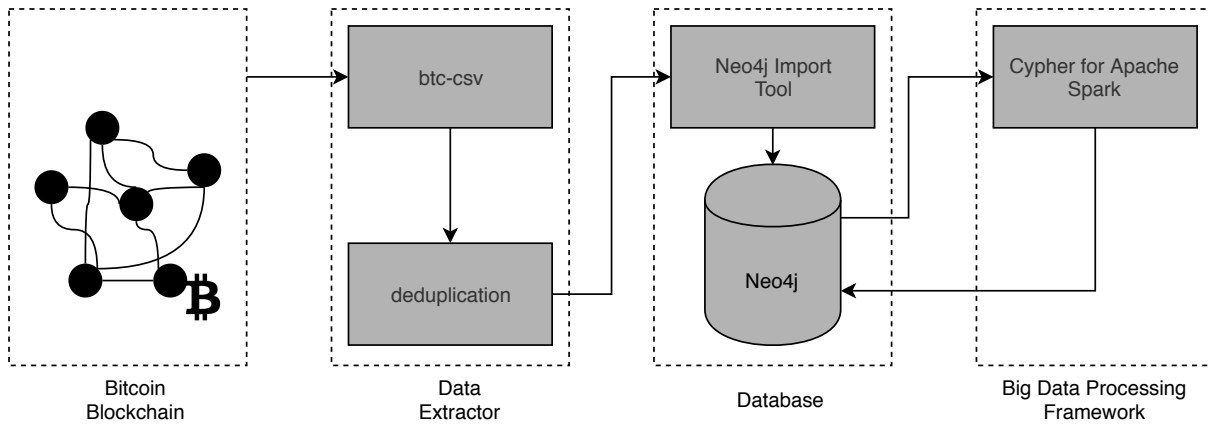 btc-csv
deduplication
Neo4j Import
Tool
Neo4j
Cypher for Apache
Spark
Bitcoin
Blockchain
Data
Extractor
Database
Big Data Processing
Framework